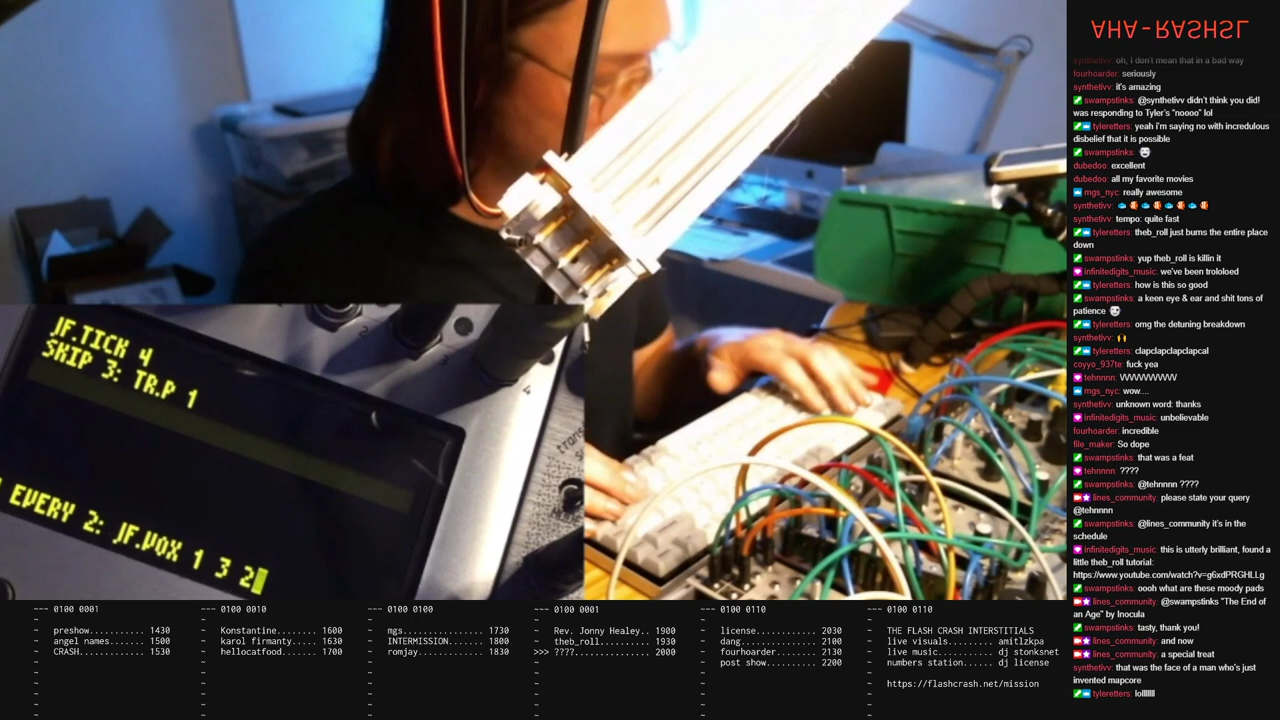 AHA-RASHSL
synthetivv: oh, I don't mean that in a bad way
fourhoarder: seriously
synthetivv: it's amazing
swampstinks: @synthetivv didn't think you did!
was responding to Tyler's "noooo" lol
tyleretters: yeah i'm saying no with incredulous
disbelief that it is possible
swampstinks:
dubedoo: excellent
dubedoo: all my favorite movies
mgs_nyc: really awesome
synthetivv: 🐟 🐠 🐟 🐠 🐟 🐠 🐟 🐠
synthetivv: tempo: quite fast
tyleretters: theb_roll just burns the entire place
down
swampstinks: yup theb_roll is killin it
infinitedigits_music: we've been trololoed
tyleretters: how is this so good
swampstinks: a keen eye & ear and shit tons of
patience
tyleretters: omg the detuning breakdown
synthetivv: 🙌
tyleretters: clapclapclapclapcal
coyyo_937te: fuck yea
tehnnnn: VVVVVVVVVVV
mgs_nyc: wow....
synthetivv: unknown word: thanks
infinitedigits_music: unbelievable
fourhoarder: incredible
file_maker: So dope
swampstinks: that was a feat
tehnnnn: ????
swampstinks: @tehnnnn ????
lines_community: please state your query
@tehnnnn
swampstinks: @lines_community it's in the
schedule
infinitedigits_music: this is utterly brilliant, found a
little theb_roll tutorial:
https://www.youtube.com/watch?v=g6xdPRGHLLg
swampstinks: oooh what are these moody pads
lines_community: @swampstinks "The End of
an Age" by Inocula
swampstinks: tasty, thank you!
lines_community: and now
lines_community: a special treat
synthetivv: that was the face of a man who's just
invented mapcore
tyleretters: lolllllll
JF.TICK 4
SKIP 3: TR.P 1
EVERY 2: JF.VOX 1 3 2
2
4
trans
~~~ 0100 0001
~ preshow.......... 1430
~ angel names...... 1500
~ CRASH............ 1530
~~~ 0100 0010
~ Konstantine...... 1600
~ karol firmanty... 1630
~ hellocatfood..... 1700
~~~ 0100 0100
~ mgs.............. 1730
~ INTERMISSION..... 1800
~ romjay........... 1830
~~~ 0100 0001
~ Rev. Jonny Healey.. 1900
~ theb_roll........ 1930
>>> ????............. 2000
~~~ 0100 0110
~ license.......... 2030
~ dang............. 2100
~ fourhoarder...... 2130
~ post show........ 2200
~~~ 0100 0110
~ THE FLASH CRASH INTERSTITIALS
~ live visuals..... amitlzkpa
~ live music....... dj stonksnet
~ numbers station...... dj license
~ https://flashcrash.net/mission